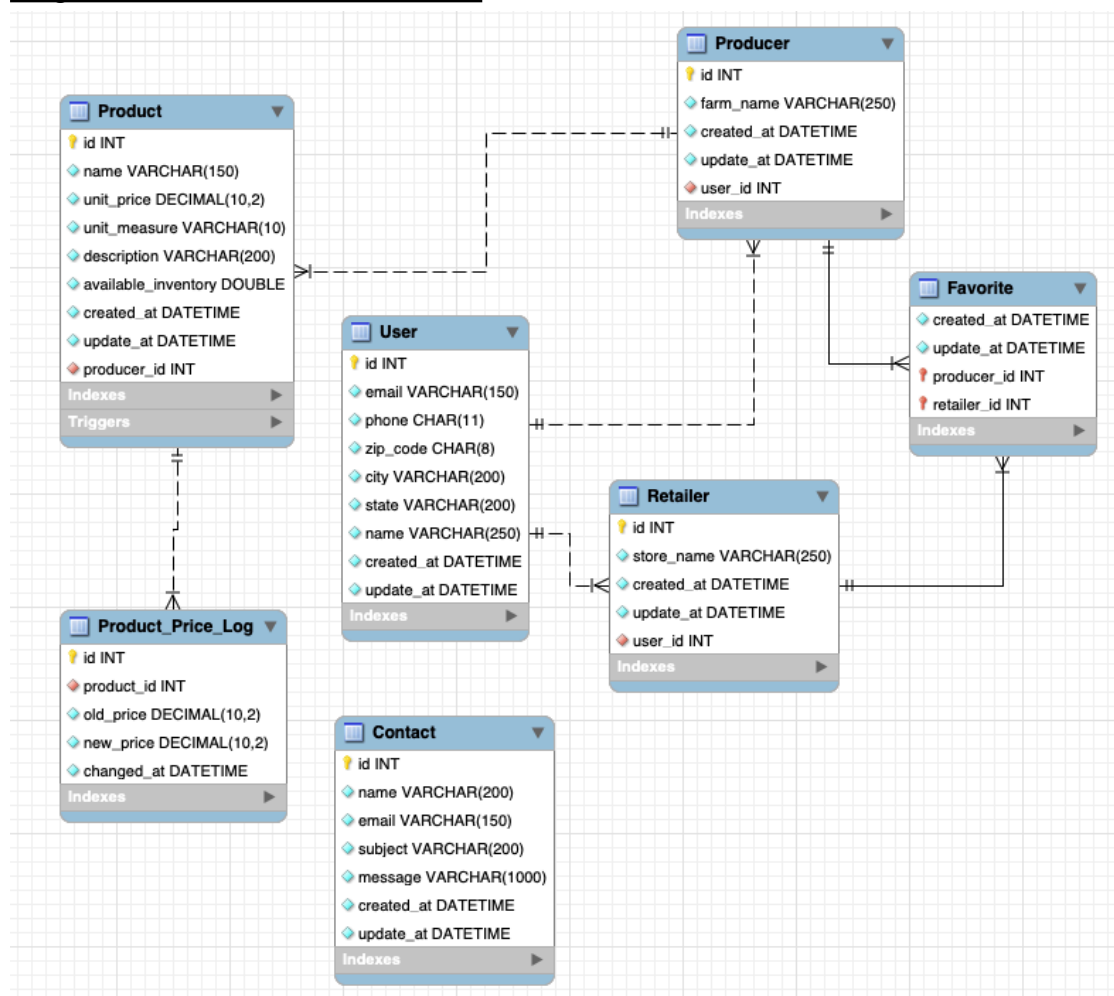 Product
id INT
name VARCHAR(150)
unit_price DECIMAL(10,2)
unit_measure VARCHAR(10)
description VARCHAR(200)
available_inventory DOUBLE
created_at DATETIME
update_at DATETIME
producer_id INT
Indexes
Triggers
Producer
id INT
farm_name VARCHAR(250)
created_at DATETIME
update_at DATETIME
user_id INT
Indexes
User
id INT
email VARCHAR(150)
phone CHAR(11)
zip_code CHAR(8)
city VARCHAR(200)
state VARCHAR(200)
name VARCHAR(250)
created_at DATETIME
update_at DATETIME
Indexes
Favorite
created_at DATETIME
update_at DATETIME
producer_id INT
retailer_id INT
Indexes
Retailer
id INT
store_name VARCHAR(250)
created_at DATETIME
update_at DATETIME
user_id INT
Indexes
Product_Price_Log
id INT
product_id INT
old_price DECIMAL(10,2)
new_price DECIMAL(10,2)
changed_at DATETIME
Indexes
Contact
id INT
name VARCHAR(200)
email VARCHAR(150)
subject VARCHAR(200)
message VARCHAR(1000)
created_at DATETIME
update_at DATETIME
Indexes